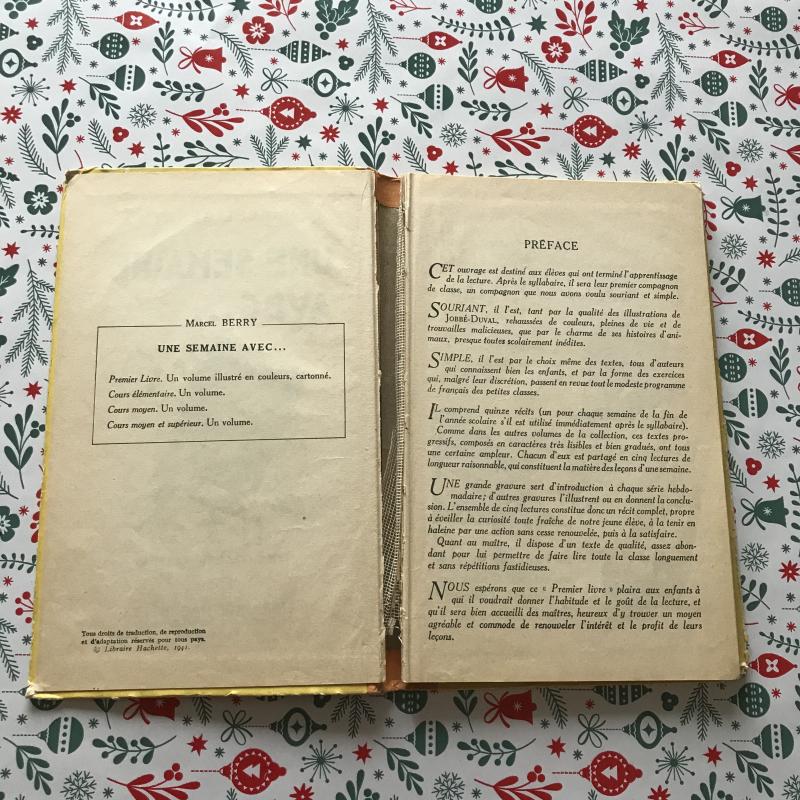 Marcel BERRY
UNE SEMAINE AVEC...
Premier Livre. Un volume illustré en couleurs, cartonné.
Cours élémentaire. Un volume.
Cours moyen. Un volume.
Cours moyen et supérieur. Un volume.
Tous droits de traduction, de reproduction
et d'adaptation réservés pour tous pays.
© Libraire Hachette, 1941.
PRÉFACE
CET ouvrage est destiné aux élèves qui ont terminé l'apprentissage
de la lecture. Après le syllabaire, il sera leur premier compagnon
de classe, un compagnon que nous avons voulu souriant et simple.
SOURIANT, il l'est, tant par la qualité des illustrations de
JOBBÉ-DUVAL, rehaussées de couleurs, pleines de vie et de
trouvailles malicieuses, que par le charme de ses histoires d'ani-
maux, presque toutes scolairement inédites.
SIMPLE, il l'est par le choix même des textes, tous d'auteurs
qui connaissent bien les enfants, et par la forme des exercices
qui, malgré leur discrétion, passent en revue tout le modeste programme
de français des petites classes.
IL comprend quinze récits (un pour chaque semaine de la fin de
l'année scolaire s'il est utilisé immédiatement après le syllabaire).
Comme dans les autres volumes de la collection, ces textes pro-
gressifs, composés en caractères très lisibles et bien gradués, ont tous
une certaine ampleur. Chacun d'eux est partagé en cinq lectures de
longueur raisonnable, qui constituent la matière des leçons d'une semaine.
UNE grande gravure sert d'introduction à chaque série hebdo-
madaire; d'autres gravures l'illustrent ou en donnent la conclu-
sion. L'ensemble de cinq lectures constitue donc un récit complet, propre
à éveiller la curiosité toute fraîche de notre jeune élève, à la tenir en
haleine par une action sans cesse renouvelée, puis à la satisfaire.
Quant au maître, il dispose d'un texte de qualité, assez abon-
dant pour lui permettre de faire lire toute la classe longuement
et sans répétitions fastidieuses.
NOUS espérons que ce « Premier livre » plaira aux enfants à
qui il voudrait donner l'habitude et le goût de la lecture, et
qu'il sera bien accueilli des maîtres, heureux d'y trouver un moyen
agréable et commode de renouveler l'intérêt et le profit de leurs
leçons.